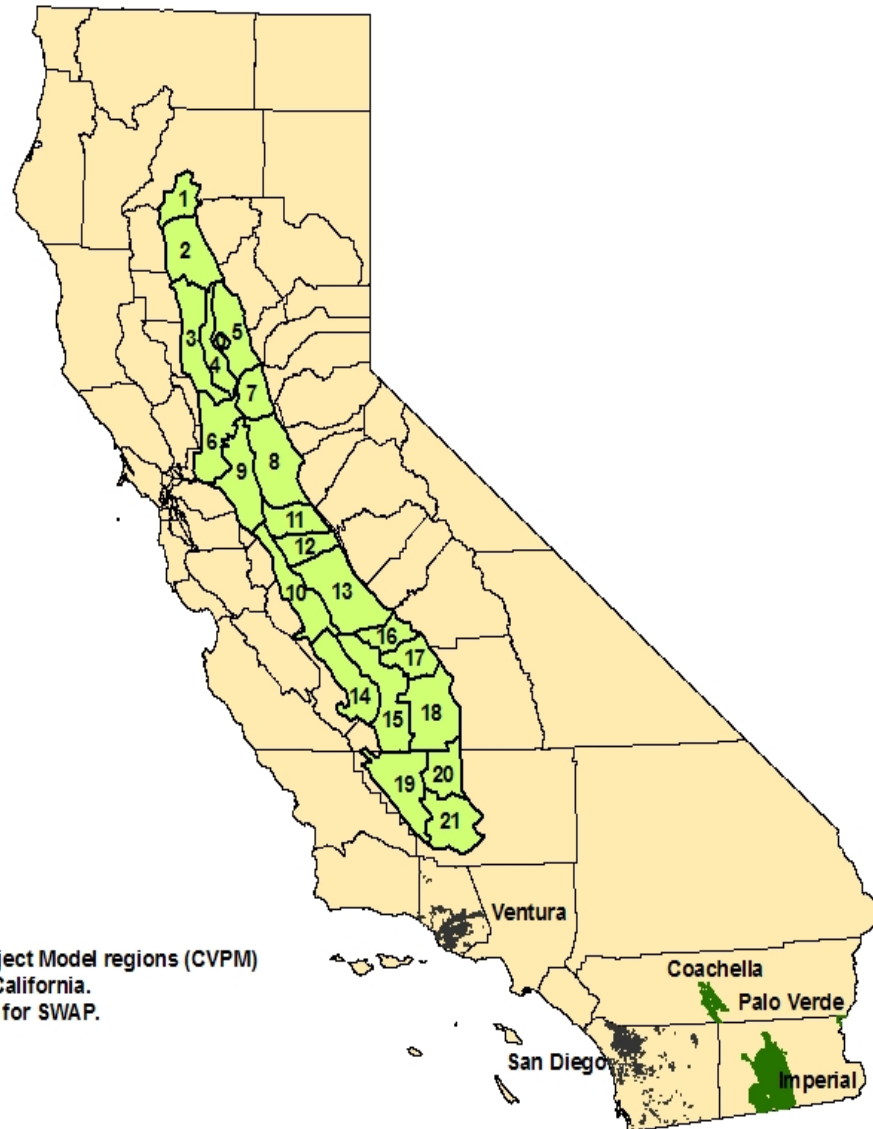 1
2
3
5
4
7
6
9
8
11
12
10
13
16
17
14
15
18
19
20
21
Ventura
ject Model regions (CVPM)
California.
for SWAP.
Coachella
Palo Verde
San Diego
Imperial